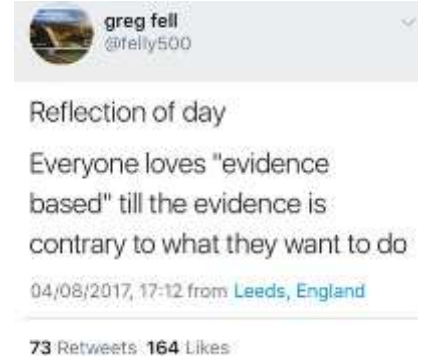 greg fell
@felly500
Reflection of day
Everyone loves "evidence
based" till the evidence is
contrary to what they want to do
04/08/2017, 17:12 from Leeds, England
73 Retweets 164 Likes